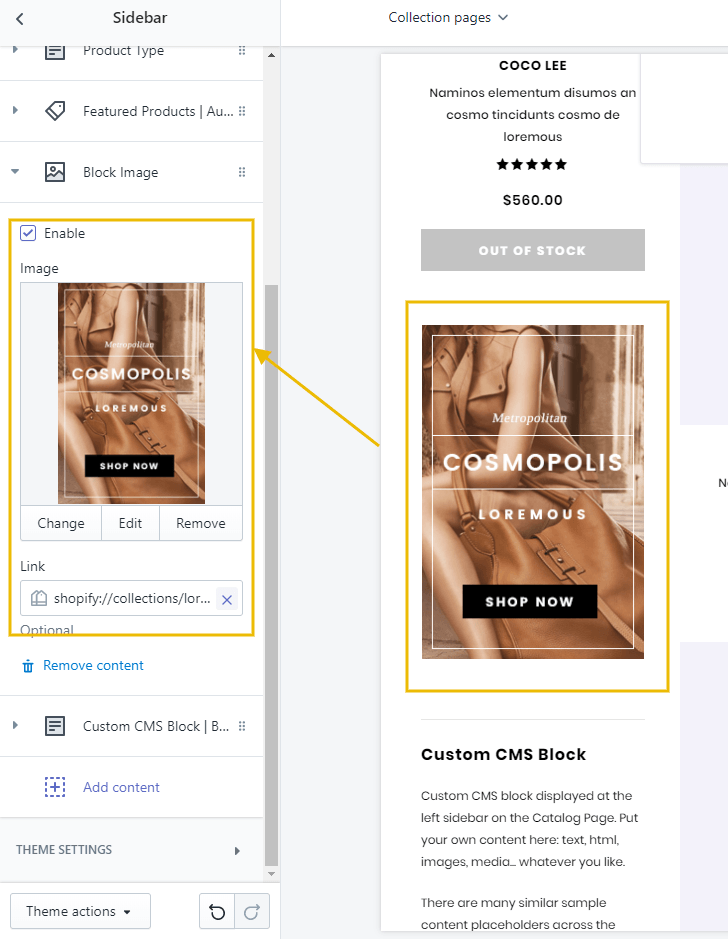 Sidebar
Product Type
Featured Products | Au...
Block Image
Enable
Image
Metropolitan
COSMOPOLIS
LOREMOUS
SHOP NOW
Change
Edit
Remove
Link
shopify://collections/lor...
Optional
Remove content
Custom CMS Block | B...
Add content
THEME SETTINGS
Theme actions
Collection pages
COCO LEE
Naminos elementum disumos an
cosmo tincidunts cosmo de
loremous
$560.00
OUT OF STOCK
Metropolitan
COSMOPOLIS
LOREMOUS
SHOP NOW
Custom CMS Block
Custom CMS block displayed at the
left sidebar on the Catalog Page. Put
your own content here: text, html,
images, media... whatever you like.
There are many similar sample
content placeholders across the